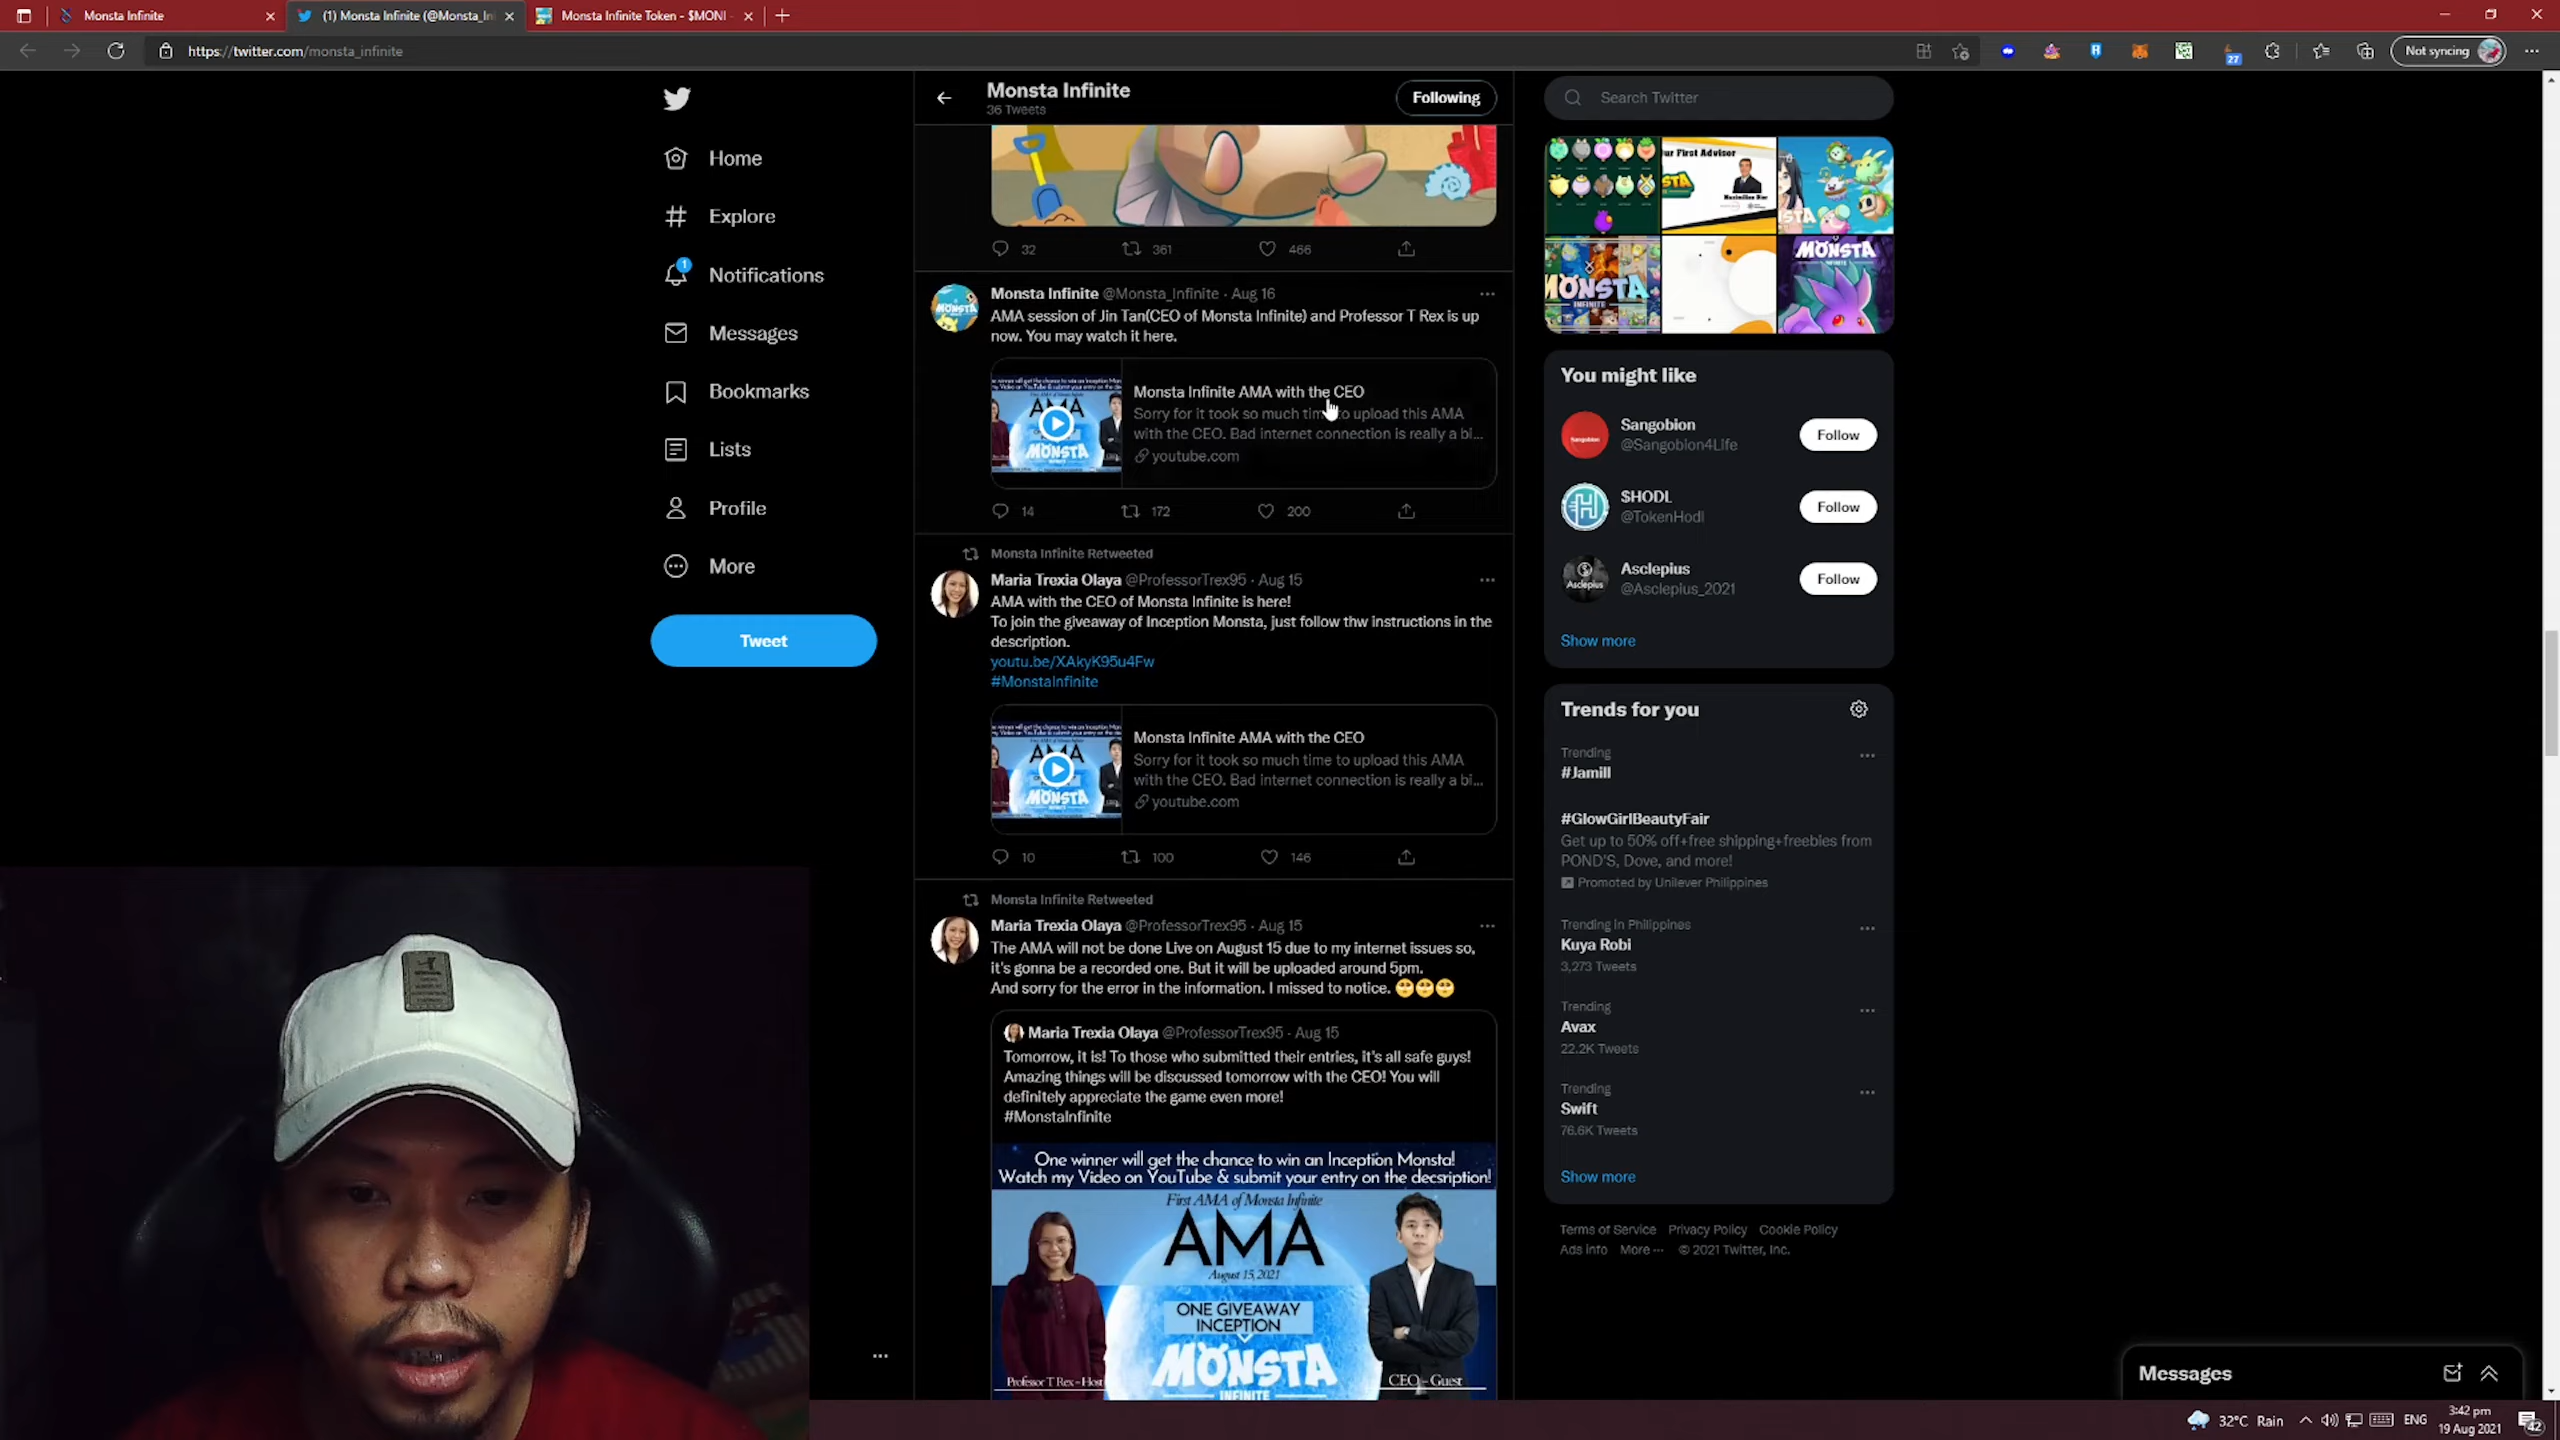 Monsta Infinite
(1) Monsta Infinite (@Monsta_In
Monsta Infinite Token - $MONI -
https://twitter.com/monsta_infinite
27
Not syncing
Home
Explore
1
Notifications
Messages
Bookmarks
Lists
Profile
More
Tweet
Monsta Infinite
36 Tweets
Following
32
361
466
Monsta Infinite @Monsta_Infinite · Aug 16
AMA session of Jin Tan(CEO of Monsta Infinite) and Professor T Rex is up
now. You may watch it here.
AMA
MONSTA
Monsta Infinite AMA with the CEO
Sorry for it took so much time to upload this AMA
with the CEO. Bad internet connection is really a bi...
youtube.com
14
172
200
Monsta Infinite Retweeted
Maria Trexia Olaya @ProfessorTrex95 · Aug 15
AMA with the CEO of Monsta Infinite is here!
To join the giveaway of Inception Monsta, just follow thw instructions in the
description.
youtu.be/XAkyK95u4Fw
#MonstaInfinite
AMA
MONSTA
Monsta Infinite AMA with the CEO
Sorry for it took so much time to upload this AMA
with the CEO. Bad internet connection is really a bi...
youtube.com
10
100
146
Monsta Infinite Retweeted
Maria Trexia Olaya @ProfessorTrex95 · Aug 15
The AMA will not be done Live on August 15 due to my internet issues so,
it's gonna be a recorded one. But it will be uploaded around 5pm.
And sorry for the error in the information. I missed to notice. 🙄🙄🙄
Maria Trexia Olaya @ProfessorTrex95 · Aug 15
Tomorrow, it is! To those who submitted their entries, it's all safe guys!
Amazing things will be discussed tomorrow with the CEO! You will
definitely appreciate the game even more!
#MonstaInfinite
One winner will get the chance to win an Inception Monsta!
Watch my Video on YouTube & submit your entry on the decsription!
First AMA of Monsta Infinite
AMA
August 15, 2021
ONE GIVEAWAY
INCEPTION
MONSTA
INFINITE
Professor T Rex - Host
CEO - Guest
Search Twitter
ur First Advisor
MONSTA
INFINITE
MONSTA
INFINITE
You might like
Sangobion
@Sangobion4Life
Follow
$HODL
@TokenHodl
Follow
Asclepius
@Asclepius_2021
Follow
Show more
Trends for you
Trending
#Jamill
#GlowGirlBeautyFair
Get up to 50% off+free shipping+freebies from
POND'S, Dove, and more!
Promoted by Unilever Philippines
Trending in Philippines
Kuya Robi
3,273 Tweets
Trending
Avax
22.2K Tweets
Trending
Swift
76.6K Tweets
Show more
Terms of Service Privacy Policy Cookie Policy
Ads info More ··· © 2021 Twitter, Inc.
Messages
32°C Rain
ENG
3:42 pm
19 Aug 2021
42